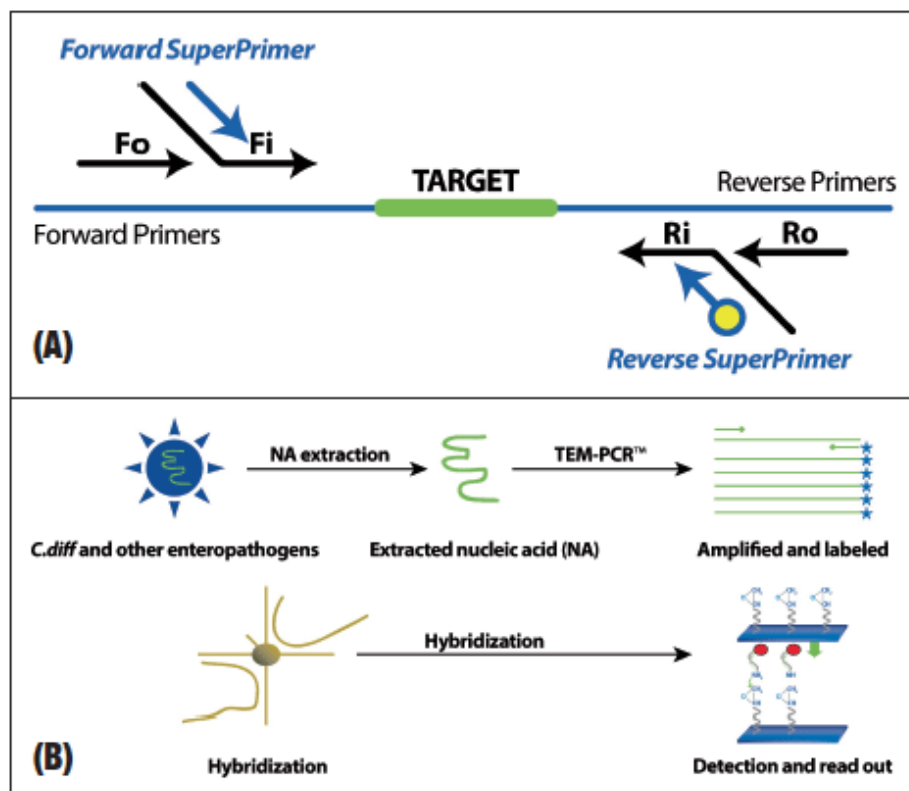 Forward SuperPrimer
Fo
Fi
TARGET
Reverse Primers
Forward Primers
Ri
Ro
(A)
Reverse SuperPrimer
NA extraction
TEM-PCR™
C.diff and other enteropathogens
Extracted nucleic acid (NA)
Amplified and labeled
Hybridization
(B)
Hybridization
Detection and read out